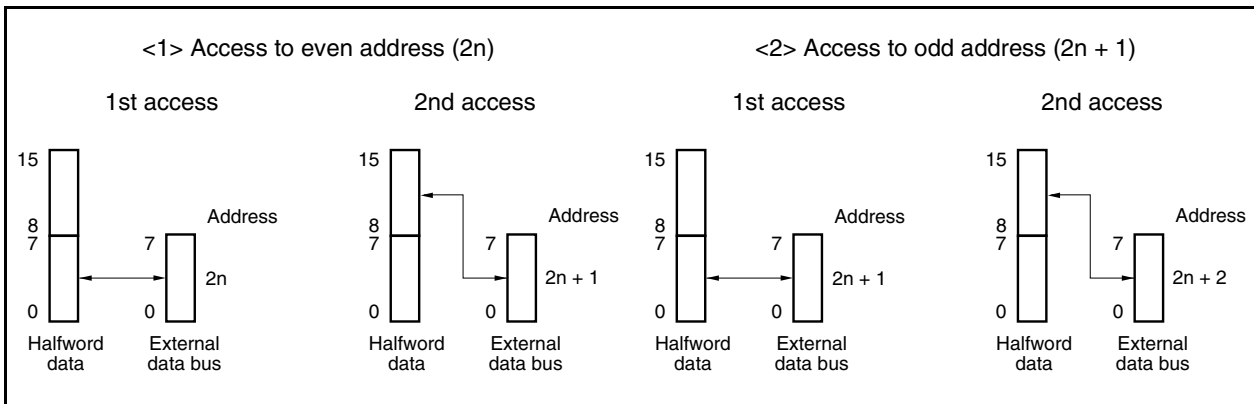 <1> Access to even address (2n)
<2> Access to odd address (2n + 1)
1st access
2nd access
1st access
2nd access
15
8
7
0
7
0
Address
2n
Halfword
data
External
data bus
15
8
7
0
7
0
Address
2n + 1
Halfword
data
External
data bus
15
8
7
0
7
0
Address
2n + 1
Halfword
data
External
data bus
15
8
7
0
7
0
Address
2n + 2
Halfword
data
External
data bus